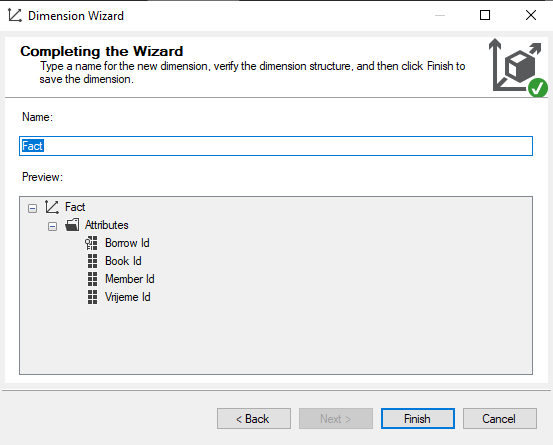 Dimension Wizard
Completing the Wizard
Type a name for the new dimension, verify the dimension structure, and then click Finish to
save the dimension.
Name:
Fact
Preview:
Fact
Attributes
Borrow Id
Book Id
Member Id
Vrijeme Id
< Back
Next >
Finish
Cancel